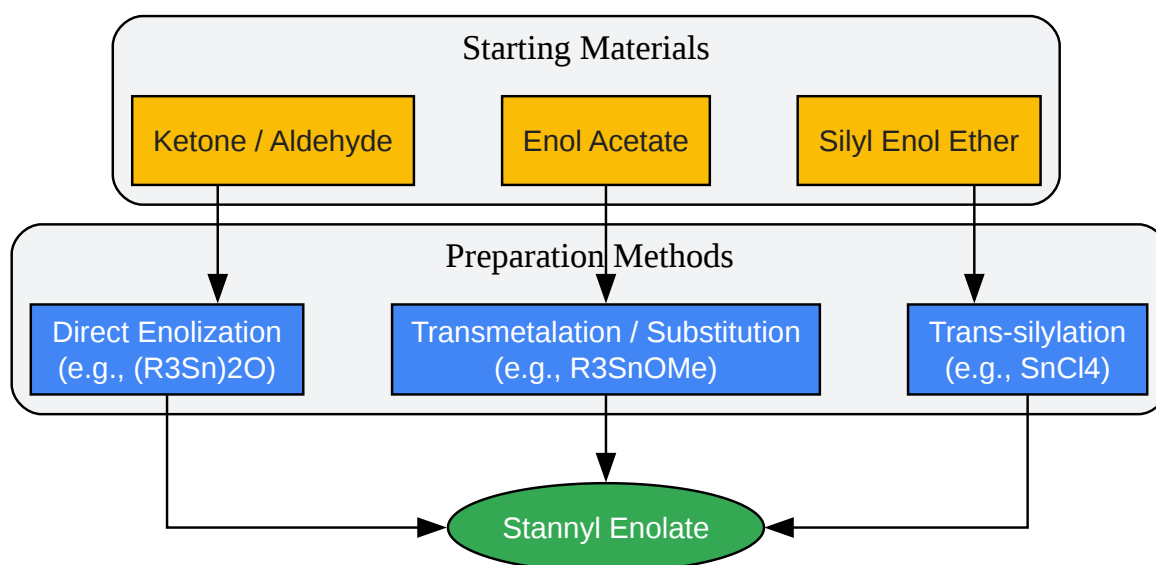 Starting Materials
Ketone / Aldehyde
Enol Acetate
Silyl Enol Ether
Preparation Methods
Direct Enolization
(e.g., (R3Sn)2O)
Transmetalation / Substitution
(e.g., R3SnOMe)
Trans-silylation
(e.g., SnCl4)
Stannyl Enolate